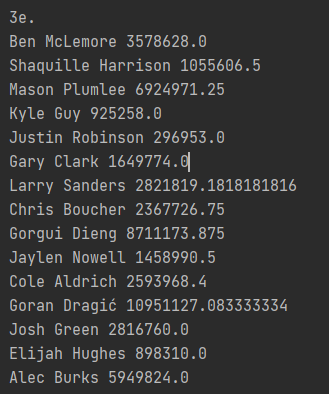 3e.
Ben McLemore 3578628.0
Shaquille Harrison 1055606.5
Mason Plumlee 6924971.25
Kyle Guy 925258.0
Justin Robinson 296953.0
Gary Clark 1649774.0
Larry Sanders 2821819.1818181816
Chris Boucher 2367726.75
Gorgui Dieng 8711173.875
Jaylen Nowell 1458990.5
Cole Aldrich 2593968.4
Goran Dragić 10951127.083333334
Josh Green 2816760.0
Elijah Hughes 898310.0
Alec Burks 5949824.0